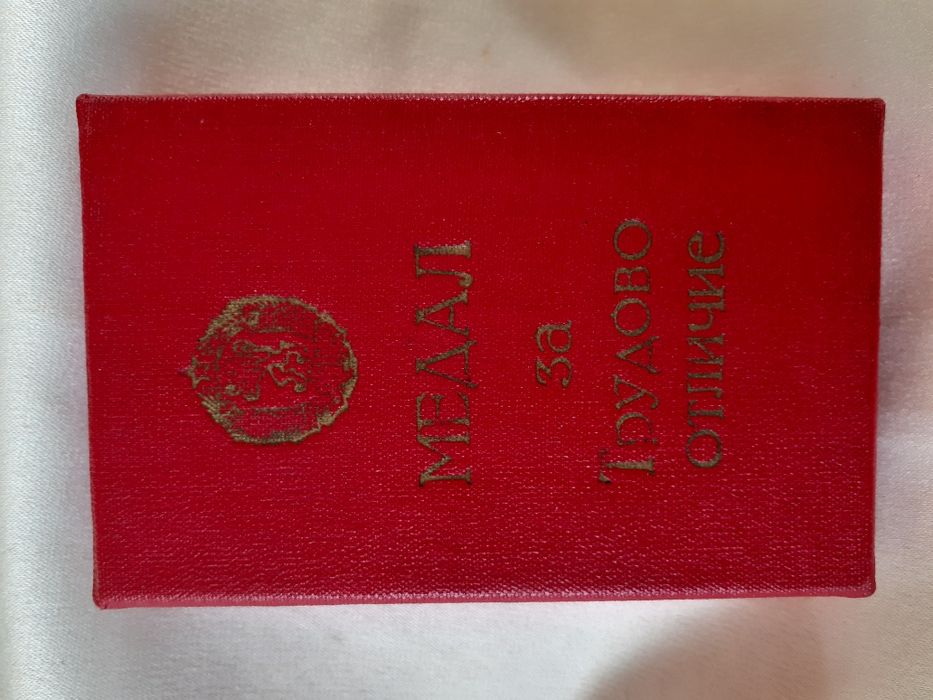 МЕДАЛ
за
Трудово
отличие